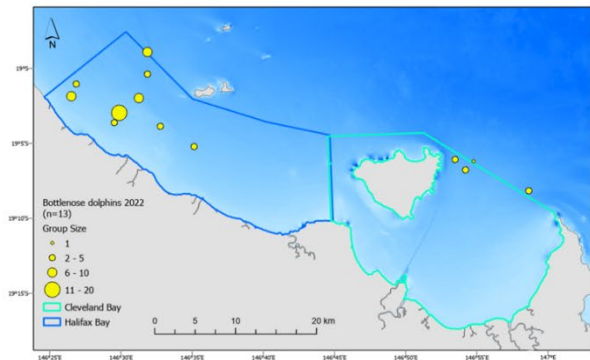 N
19°5
19°5'S
19°10'S
19°15'S
Bottlenose dolphins 2022
(n=13)
Group Size
1
2 - 5
6 - 10
11 - 20
Cleveland Bay
Halifax Bay
0 5 10 20 km
146°25'E 146°30'E 146°35'E 146°40'E 146°45'E 146°50'E 146°55'E 147°E